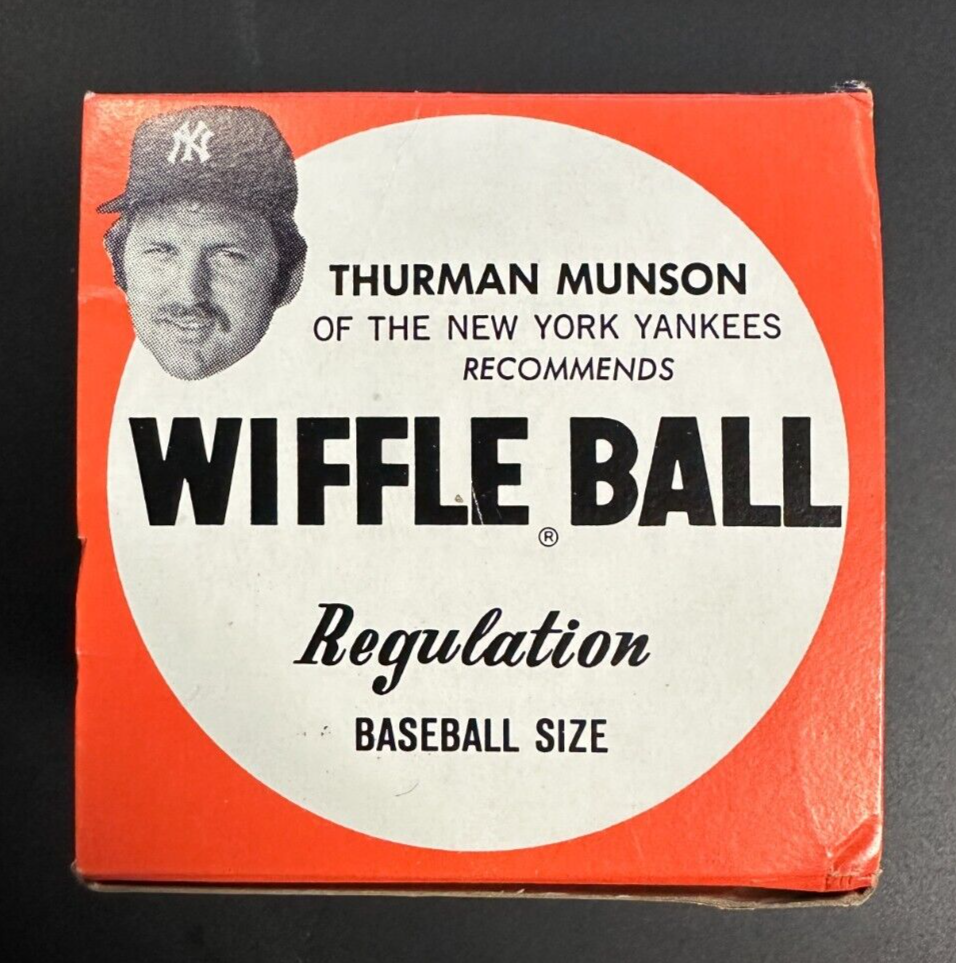 NY
THURMAN MUNSON
OF THE NEW YORK YANKEES
RECOMMENDS
WIFFLE BALL
®
Regulation
BASEBALL SIZE